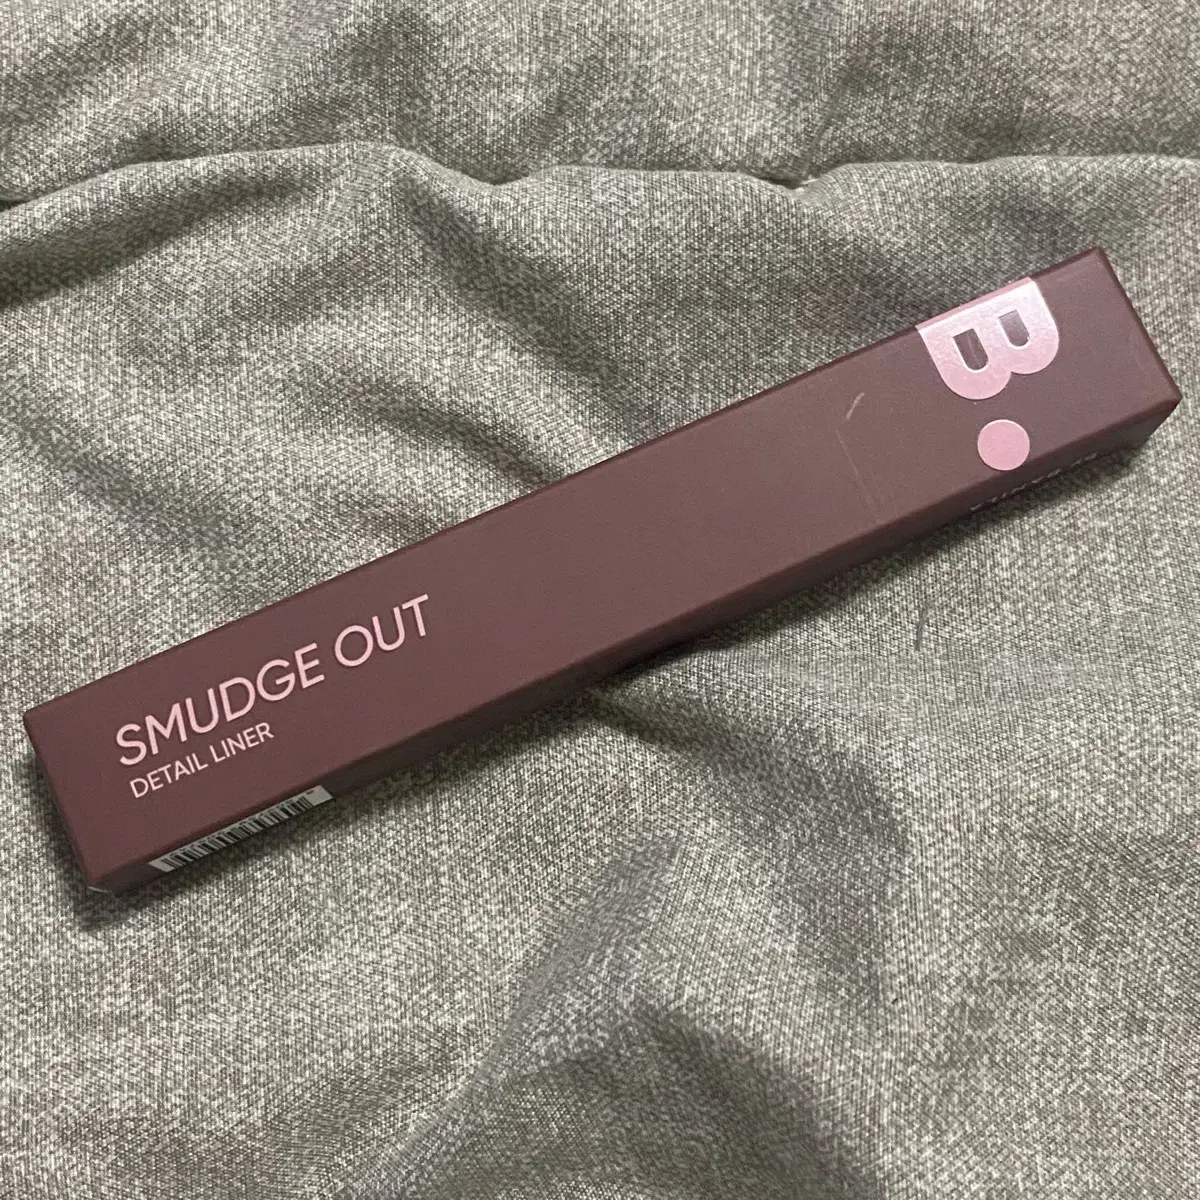 SMUDGE OUT
DETAIL LINER
B